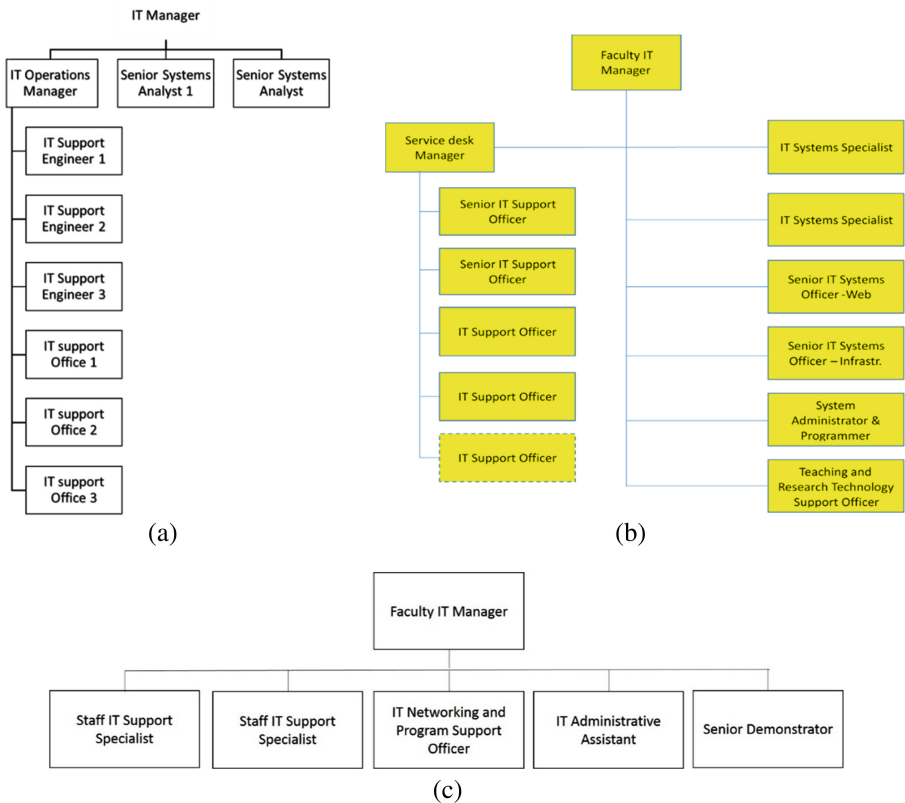 IT Manager
IT Operations
Manager
Senior Systems
Analyst 1
Senior Systems
Analyst
IT Support
Engineer 1
IT Support
Engineer 2
IT Support
Engineer 3
IT support
Office 1
IT support
Office 2
IT support
Office 3
(a)
Faculty IT
Manager
Service desk
Manager
Senior IT Support
Officer
Senior IT Support
Officer
IT Support Officer
IT Support Officer
IT Support Officer
IT Systems Specialist
IT Systems Specialist
Senior IT Systems
Officer -Web
Senior IT Systems
Officer – Infrastr.
System
Administrator &
Programmer
Teaching and
Research Technology
Support Officer
(b)
Faculty IT Manager
Staff IT Support
Specialist
Staff IT Support
Specialist
IT Networking and
Program Support
Officer
IT Administrative
Assistant
Senior Demonstrator
(c)